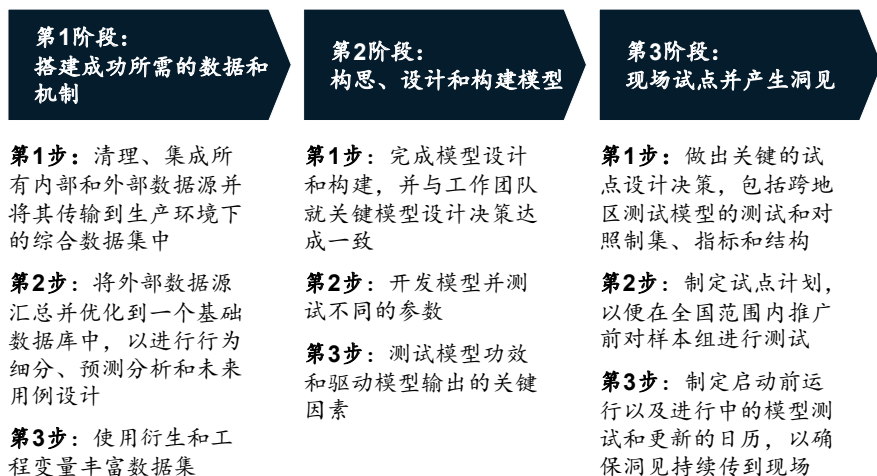 第1阶段：
搭建成功所需的数据和
机制
第2阶段：
构思、设计和构建模型
第3阶段：
现场试点并产生洞见
第1步：清理、集成所
有内部和外部数据源并
将其传输到生产环境下
的综合数据集中
第2步：将外部数据源
汇总并优化到一个基础
数据库中，以进行行为
细分、预测分析和未来
用例设计
第3步：使用衍生和工
程变量丰富数据集
第1步：完成模型设计
和构建，并与工作团队
就关键模型设计决策达
成一致
第2步：开发模型并测
试不同的参数
第3步：测试模型功效
和驱动模型输出的关键
因素
第1步：做出关键的试
点设计决策，包括跨地
区测试模型的测试和对
照制集、指标和结构
第2步：制定试点计划，
以便在全国范围内推广
前对样本组进行测试
第3步：制定启动前运
行以及进行中的模型测
试和更新的日历，以确
保洞见持续传到现场